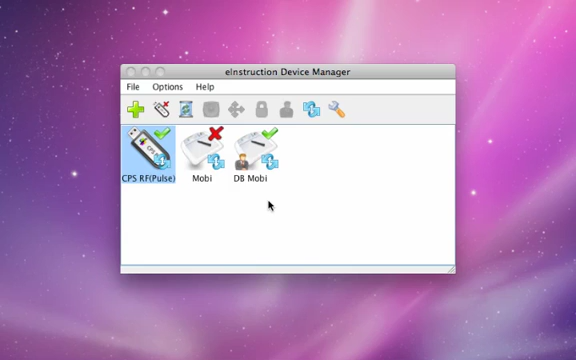 eInstruction Device Manager
File Options Help
CPS RF(Pulse) Mobi DB Mobi